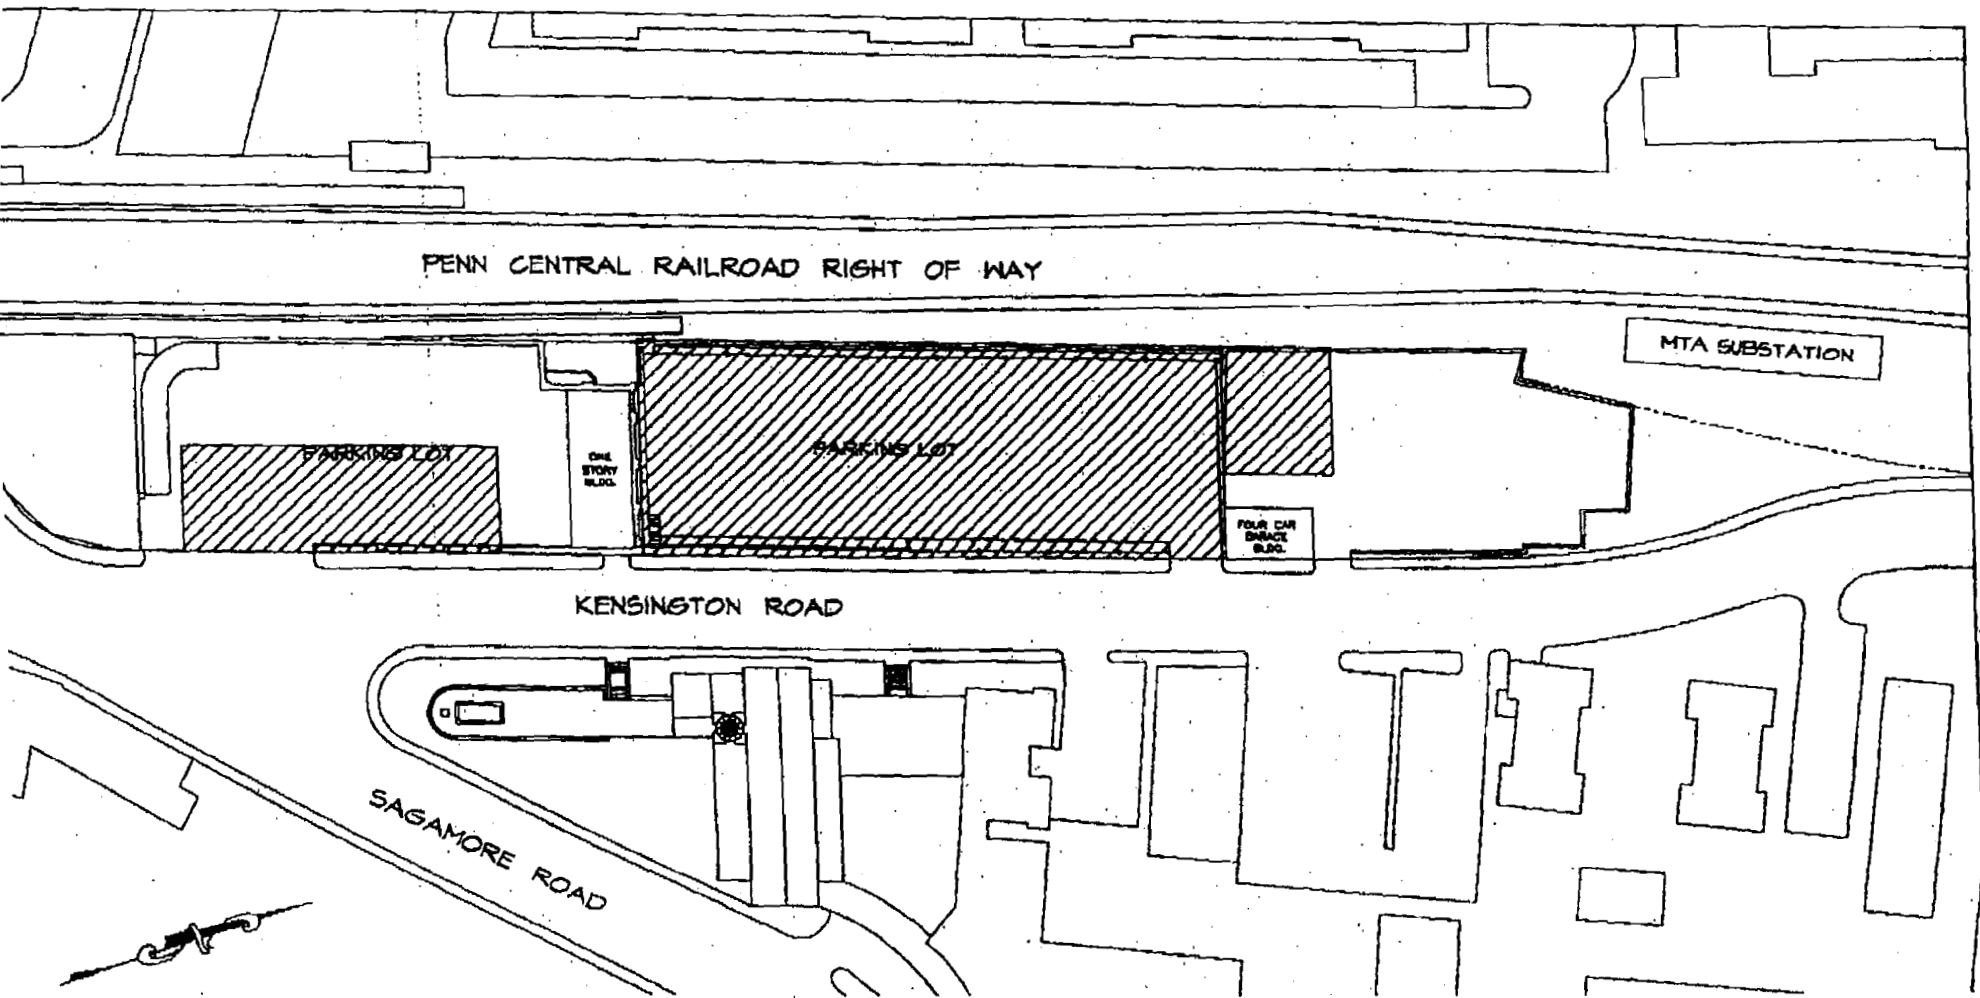 PENN CENTRAL RAILROAD RIGHT OF WAY
MTA SUBSTATION
PARKING LOT
ONE
STORY
BLDG.
PARKING LOT
FOUR CAR
GARAGE
BLDG.
KENSINGTON ROAD
SAGAMORE ROAD